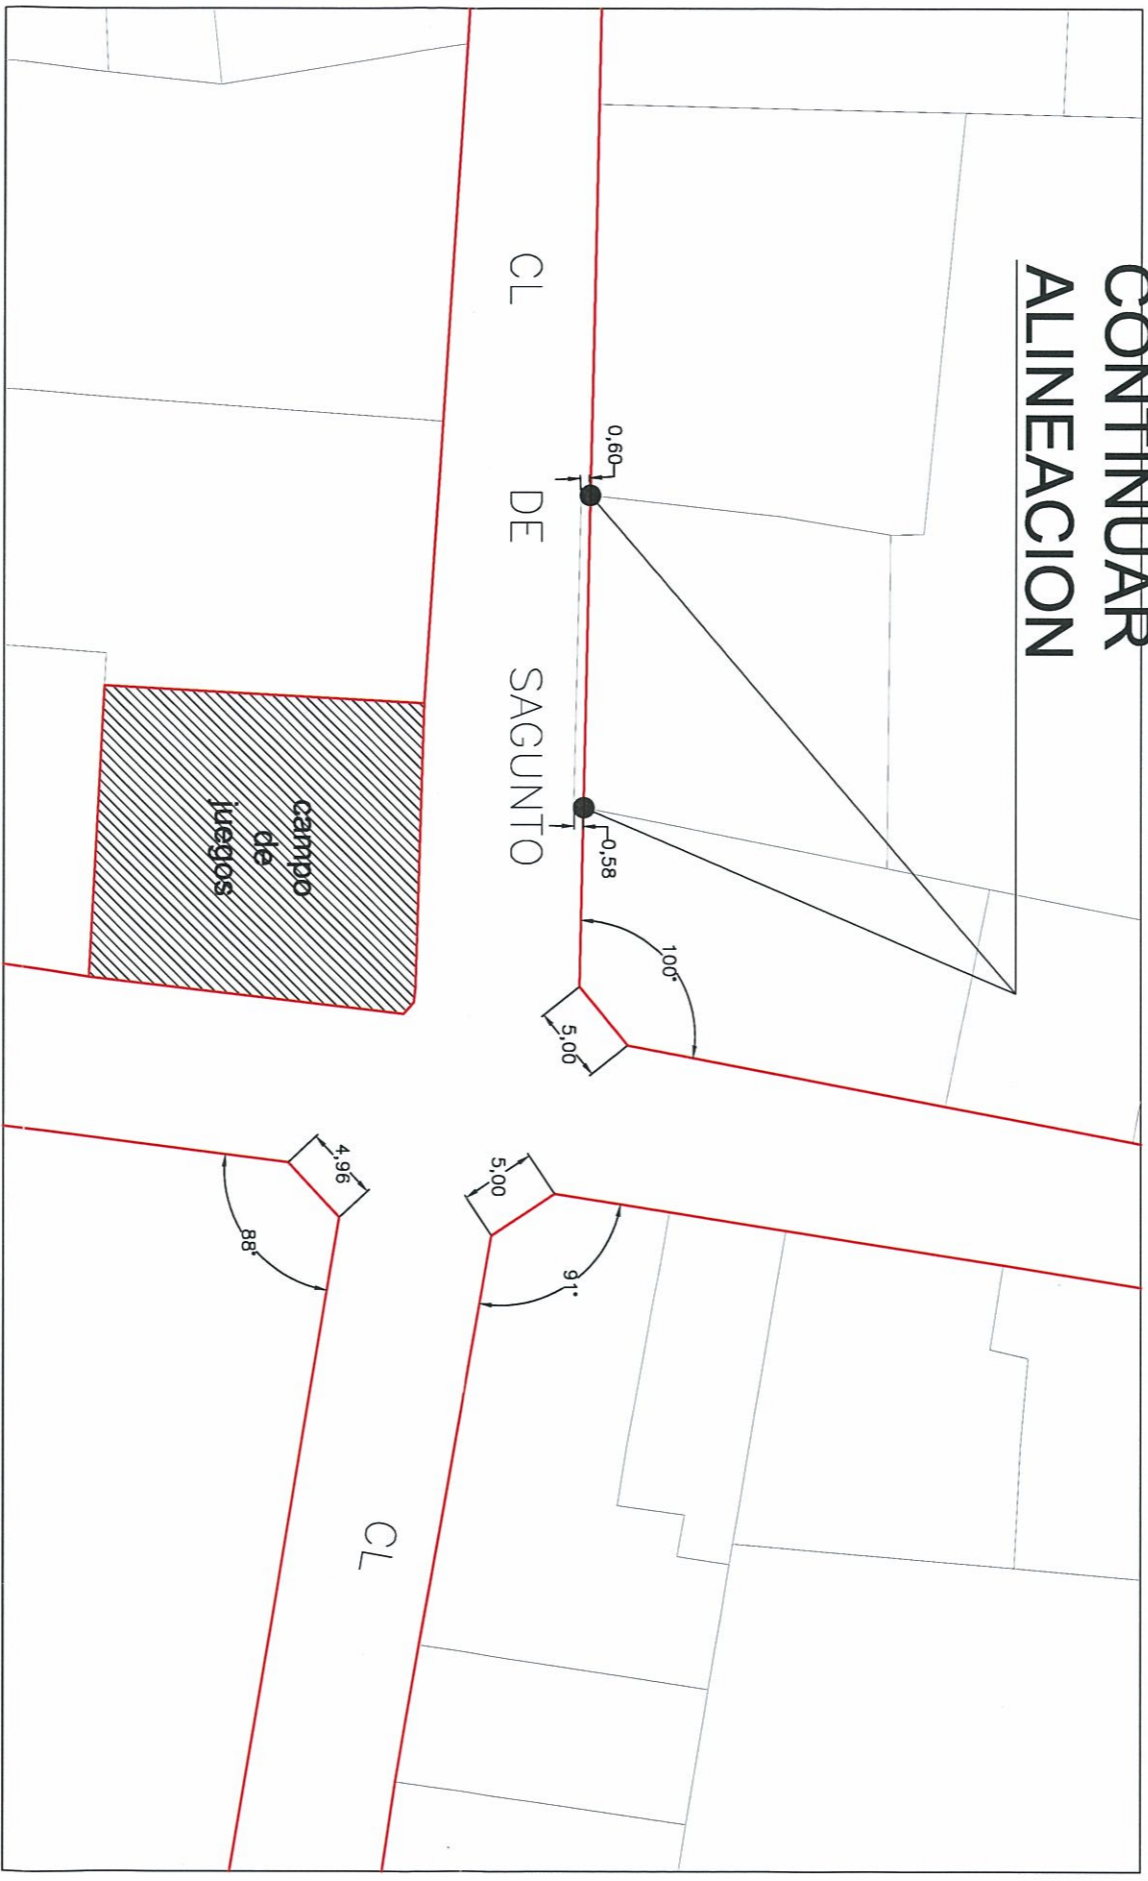 CONTINUAR
ALINEACION
0,60
0,58
100°
5,00
CL DE SAGUNTO
5,00
91°
4,96
88°
CL
campo
de
juegos